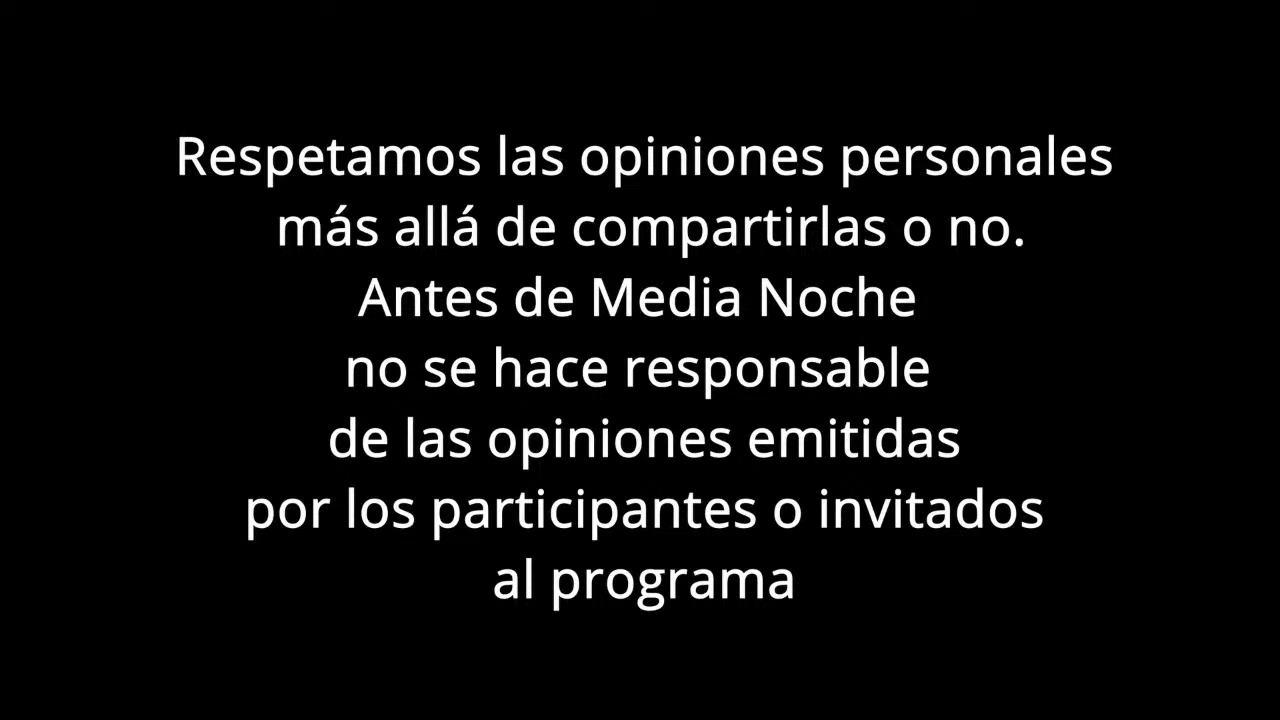 Respetamos las opiniones personales
más allá de compartirlas o no.
Antes de Media Noche
no se hace responsable
de las opiniones emitidas
por los participantes o invitados
al programa